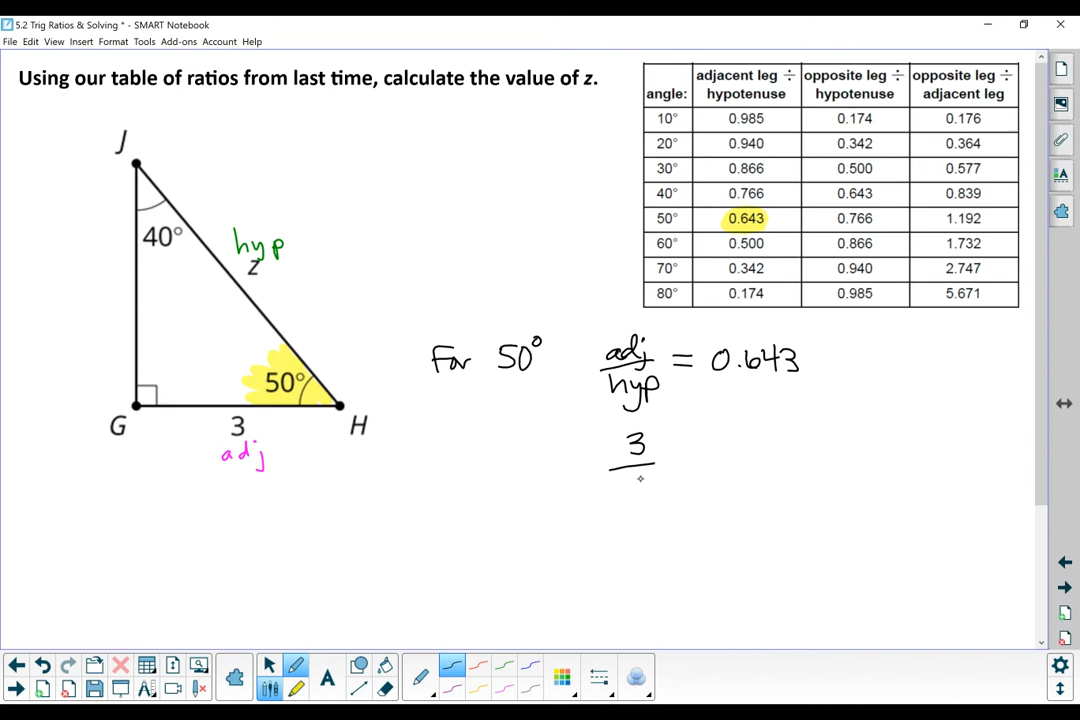 5.2 Trig Ratios & Solving * - SMART Notebook
File Edit View Insert Format Tools Add-ons Account Help
Using our table of ratios from last time, calculate the value of z.
angle: adjacent leg ÷ hypotenuse opposite leg ÷ hypotenuse opposite leg ÷ adjacent leg
10° 0.985 0.174 0.176
20° 0.940 0.342 0.364
30° 0.866 0.500 0.577
40° 0.766 0.643 0.839
50° 0.643 0.766 1.192
60° 0.500 0.866 1.732
70° 0.342 0.940 2.747
80° 0.174 0.985 5.671
J
40°
hyp
z
50°
G
3
H
adj
For 50° adj/hyp = 0.643
3